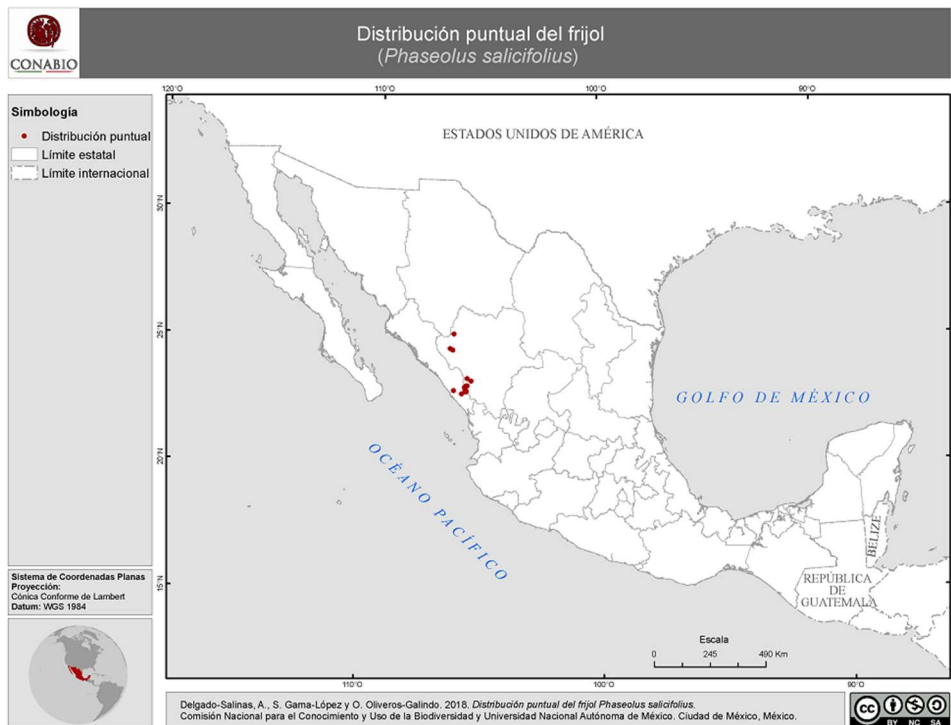 CONABIO
Distribución puntual del frijol
(Phaseolus salicifolius)
Simbología
Distribución puntual
Límite estatal
Límite internacional
120°O
110°O
100°O
90°O
ESTADOS UNIDOS DE AMÉRICA
30°N
25°N
20°N
15°N
GOLFO DE MÉXICO
OCÉANO PACÍFICO
BELIZE
REPÚBLICA
DE
GUATEMALA
Escala
0 245 490 Km
110°O
100°O
90°O
Sistema de Coordenadas Planas
Proyección:
Cónica Conforme de Lambert
Datum: WGS 1984
Delgado-Salinas, A., S. Gama-López y O. Oliveros-Galindo. 2018. Distribución puntual del frijol Phaseolus salicifolius.
Comisión Nacional para el Conocimiento y Uso de la Biodiversidad y Universidad Nacional Autónoma de México. Ciudad de México, México.
cc
BY NC SA